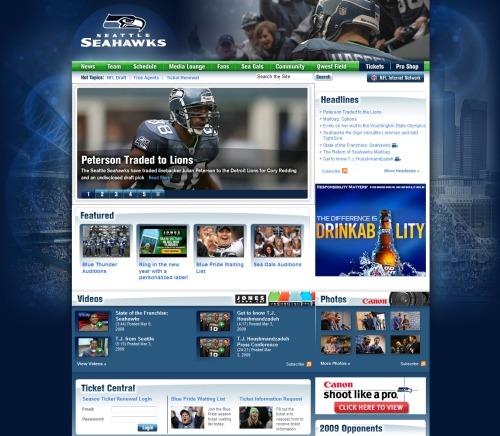 SEATTLE
SEAHAWKS
News Team Schedule Media Lounge Fans Sea Gals Community Qwest Field Tickets Pro Shop
Hot Topics: NFL Draft Free Agents Ticket Renewal Search the Site Search NFL Internet Network
Peterson Traded to Lions
The Seattle Seahawks have traded linebacker Julian Peterson to the Detroit Lions for Cory Redding
and an undisclosed draft pick Read
1 2 3 4 5
Headlines
Peterson Traded to the Lions
Mailbag: Options
Emily on her visit to the Washington State Olympics
Seahawks Re-Sign Versatile Lineman and Add
Tight End
State of the Franchise: Seahawks
The Return of Seahawks Mailbag
Get to know T.J. Houshmandzadeh
Subscribe More Headlines »
RESPONSIBILITY MATTERS
THE DIFFERENCE IS
DRINKABILITY
Featured
Blue Thunder
Auditions
Ring in the new
year with a
personalized label!
Blue Pride Waiting
List
Sea Gals Auditions
Videos
JONES
State of the Franchise:
Seahawks
(3:44) Posted Mar 9,
2009
Get to know T.J.
Houshmandzadeh
(4:17) Posted Mar 3,
2009
T.J. from Seattle
(5:15) Posted Mar 3,
2009
T.J. Houshmandzadeh
Press Conference
(24:37) Posted Mar 3, 2009
View Videos » Subscribe
Photos
Canon
More Photos » Subscribe
Ticket Central
Season Ticket Renewal Login
Email:
Password:
Login
Blue Pride Waiting List
Join the Blue
Pride season
ticket waiting list
today.
Ticket Information Request
Fill out the
ticket info
request form to
receive ticket
information.
Canon
shoot like a pro.
CLICK HERE TO VIEW
2009 Opponents